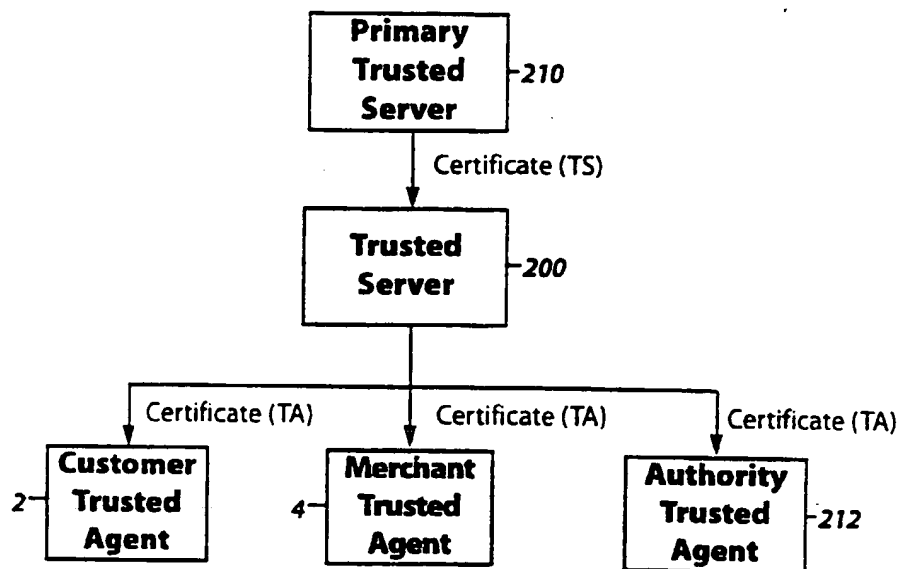 Primary
Trusted
Server
210
Certificate (TS)
Trusted
Server
200
Certificate (TA)
Certificate (TA)
Certificate (TA)
Customer
Trusted
Agent
2
Merchant
Trusted
Agent
4
Authority
Trusted
Agent
212